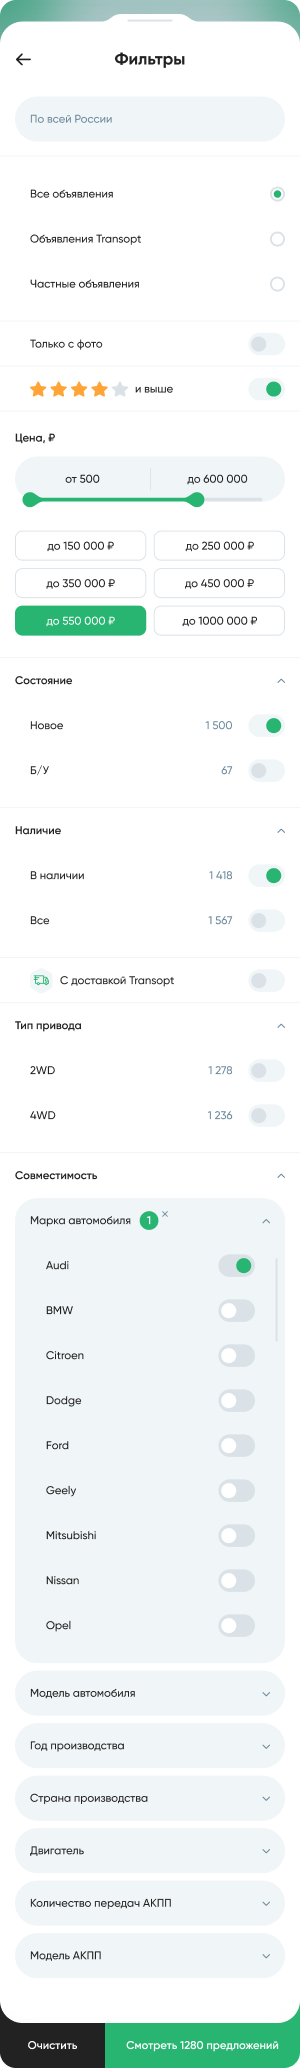 Фильтры
По всей России
Все объявления
Объявления Transopt
Частные объявления
Только с фото
и выше
Цена, ₽
от 500 до 600 000
до 150 000 ₽ до 250 000 ₽
до 350 000 ₽ до 450 000 ₽
до 550 000 ₽ до 1000 000 ₽
Состояние
Новое 1 500
Б/У 67
Наличие
В наличии 1 418
Все 1 567
С доставкой Transopt
Тип привода
2WD 1 278
4WD 1 236
Совместимость
Марка автомобиля 1
Audi
BMW
Citroen
Dodge
Ford
Geely
Mitsubishi
Nissan
Opel
Модель автомобиля
Год производства
Страна производства
Двигатель
Количество передач АКПП
Модель АКПП
Очистить Смотреть 1280 предложений